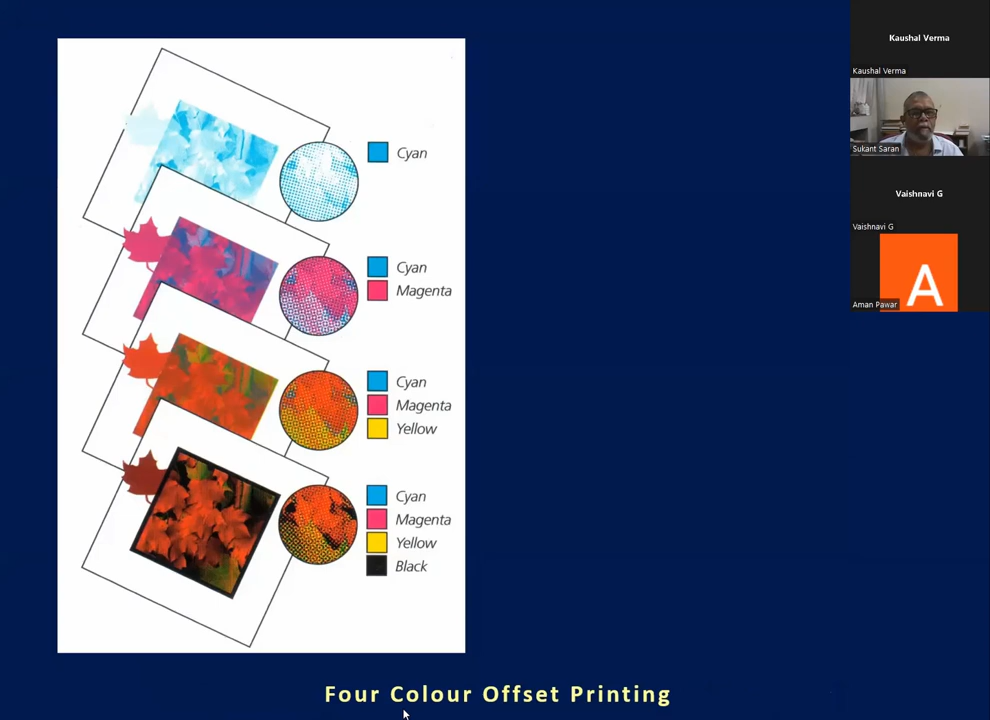 Cyan
Cyan
Magenta
Cyan
Magenta
Yellow
Cyan
Magenta
Yellow
Black
Four Colour Offset Printing
Kaushal Verma
Kaushal Verma
Sukant Saran
Vaishnavi G
Vaishnavi G
A
Aman Pawar